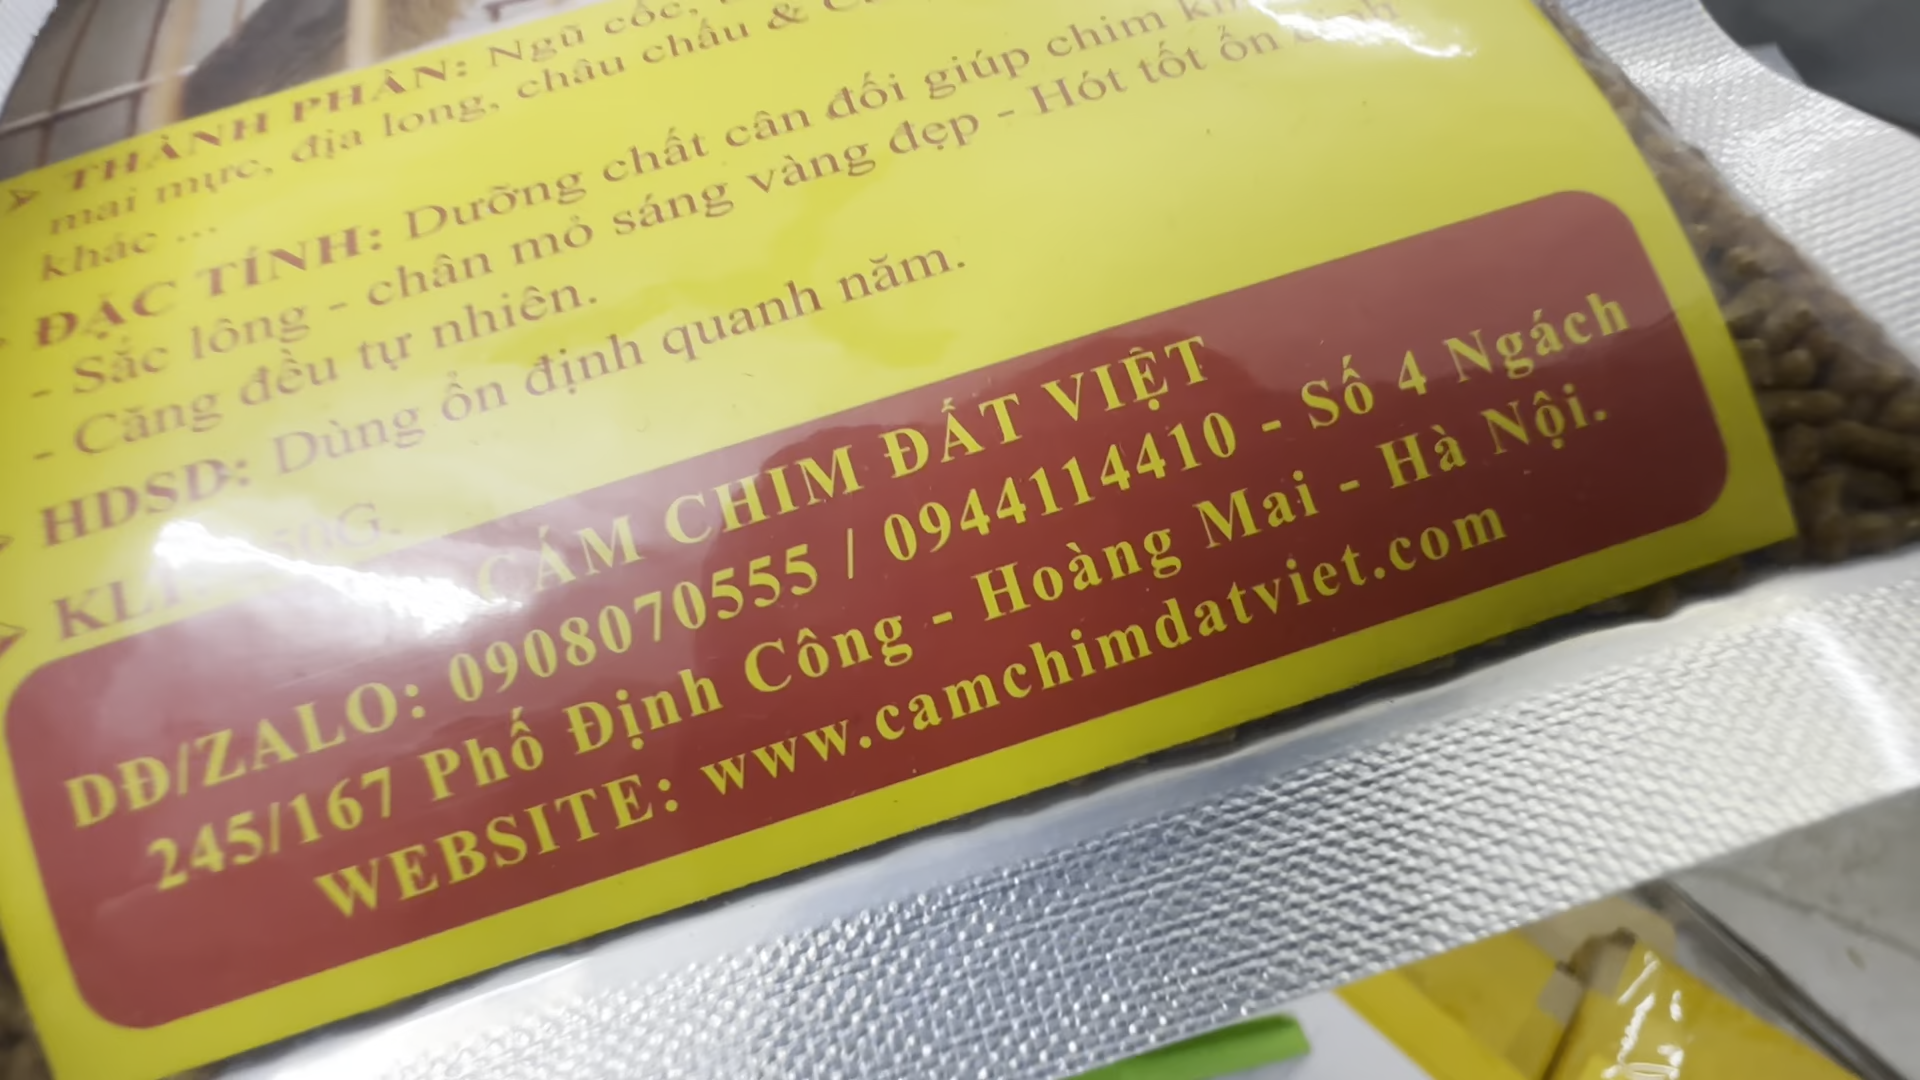 ➤ THÀNH PHẦN: Ngũ cốc,
mai mực, địa long, châu chấu &
khác ...
ĐẶC TÍNH: Dưỡng chất cân đối giúp chim
- Sắc lông - chân mỏ sáng vàng đẹp - Hót tốt ổn
- Căng đều tự nhiên.
➤ HDSD: Dùng ổn định quanh năm.
➤
CÁM CHIM ĐẤT VIỆT
DĐ/ZALO: 0908070555 / 0944114410 - Số 4 Ngách
245/167 Phố Định Công - Hoàng Mai - Hà Nội.
WEBSITE: www.camchimdatviet.com